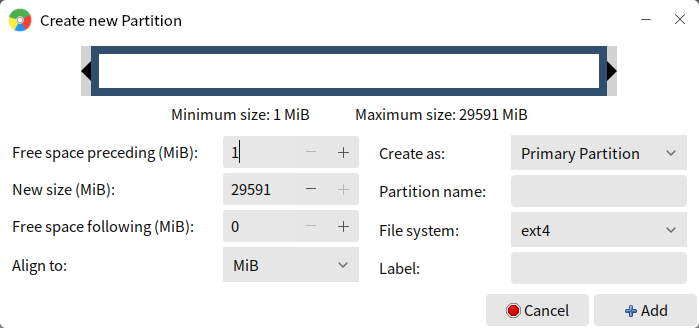 Create new Partition
Minimum size: 1 MiB Maximum size: 29591 MiB
Free space preceding (MiB): 1 Create as: Primary Partition
New size (MiB): 29591 Partition name:
Free space following (MiB): 0 File system: ext4
Align to: MiB Label:
Cancel Add